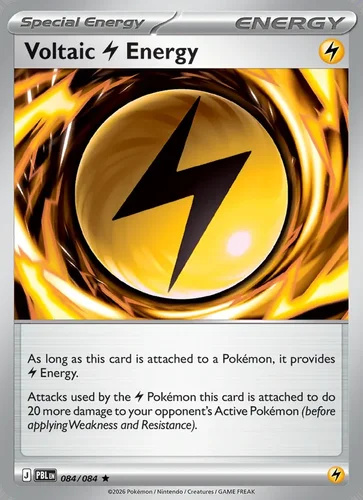 Special Energy ENERGY
Voltaic Energy
As long as this card is attached to a Pokémon, it provides
Energy.
Attacks used by the Pokémon this card is attached to do
20 more damage to your opponent's Active Pokémon (before
applying Weakness and Resistance).
J PBL EN 084/084 ★
©2026 Pokémon / Nintendo / Creatures / GAME FREAK